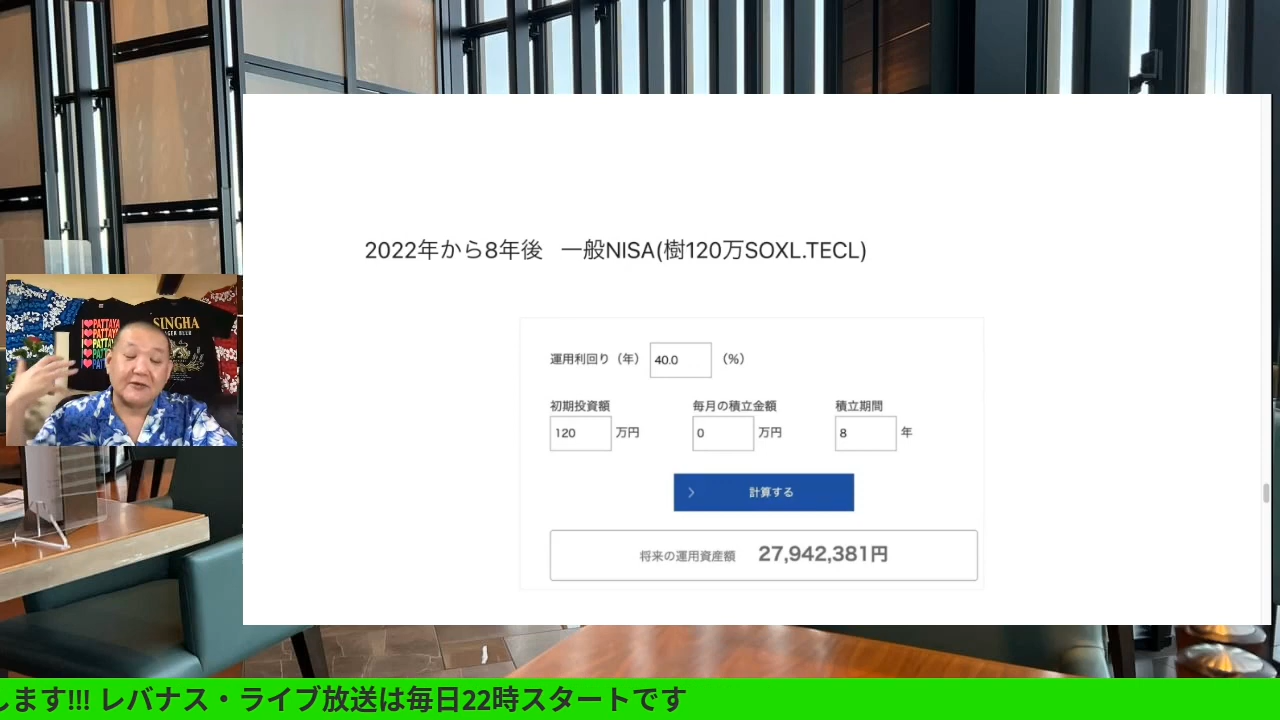 2022年から8年後 一般NISA(樹120万SOXL.TECL)
運用利回り（年） 40.0 （%）
初期投資額 毎月の積立金額 積立期間
120 万円 0 万円 8 年
計算する
将来の運用資産額 27,942,381円
PATTAYA
PATTAYA
PATTAYA
SINGHA
LAGER BEER
します!!! レバナス・ライブ放送は毎日22時スタートです